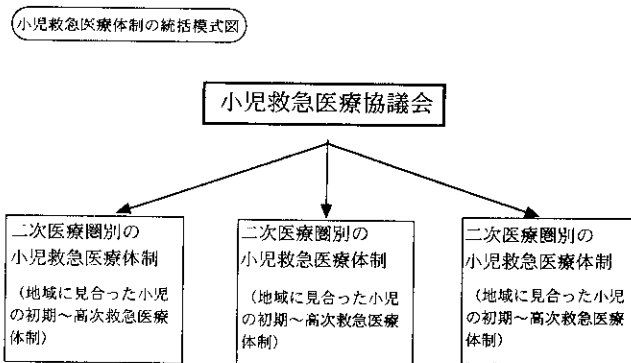 小児救急医療体制の統括模式図
小児救急医療協議会
二次医療圏別の
小児救急医療体制
(地域に見合った小児
の初期~高次救急医療
体制)
二次医療圏別の
小児救急医療体制
(地域に見合った小児
の初期~高次救急医療
体制)
二次医療圏別の
小児救急医療体制
(地域に見合った小児
の初期~高次救急医療
体制)